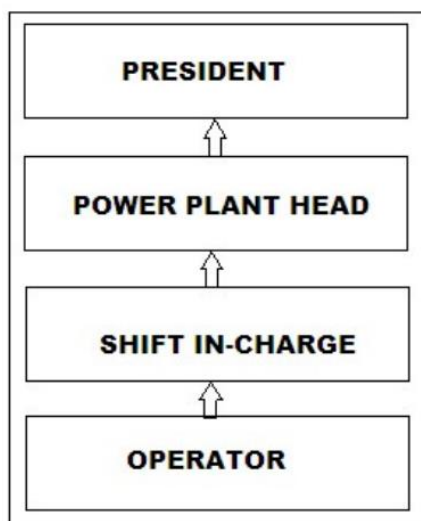 PRESIDENT
POWER PLANT HEAD
SHIFT IN-CHARGE
OPERATOR